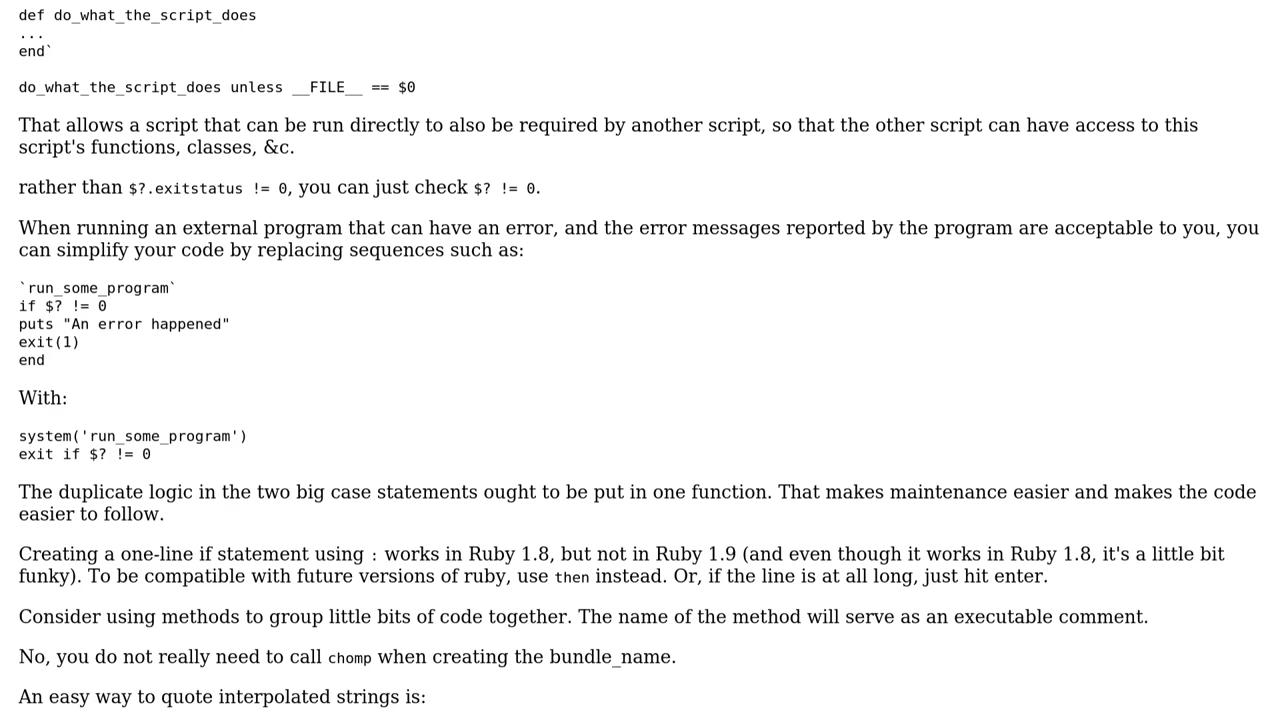 def do_what_the_script_does
...
end`
do_what_the_script_does unless __FILE__ == $0
That allows a script that can be run directly to also be required by another script, so that the other script can have access to this
script's functions, classes, &c.
rather than $?.exitstatus != 0, you can just check $? != 0.
When running an external program that can have an error, and the error messages reported by the program are acceptable to you, you
can simplify your code by replacing sequences such as:
`run_some_program`
if $? != 0
puts "An error happened"
exit(1)
end
With:
system('run_some_program')
exit if $? != 0
The duplicate logic in the two big case statements ought to be put in one function. That makes maintenance easier and makes the code
easier to follow.
Creating a one-line if statement using : works in Ruby 1.8, but not in Ruby 1.9 (and even though it works in Ruby 1.8, it's a little bit
funky). To be compatible with future versions of ruby, use then instead. Or, if the line is at all long, just hit enter.
Consider using methods to group little bits of code together. The name of the method will serve as an executable comment.
No, you do not really need to call chomp when creating the bundle_name.
An easy way to quote interpolated strings is: